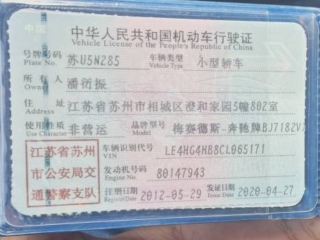 中华人民共和国机动车行驶证
Vehicle License of the People's Republic of China
号牌号码 苏U5N285 车辆类型 小型轿车
Plate No. Vehicle Type
所有人 潘衍振
Owner
住址 江苏省苏州市相城区澄和家园5幢802室
Address
使用性质 非营运 品牌型号 梅赛德斯-奔驰牌BJ7182V
Use Character Model
江苏省苏州 车辆识别代号 LE4HG4HB8CL065171
VIN
市公安局交 发动机号码 80147943
Engine No.
通警察支队 注册日期 2012-05-29 发证日期 2020-04-27
Register Date Issue Date